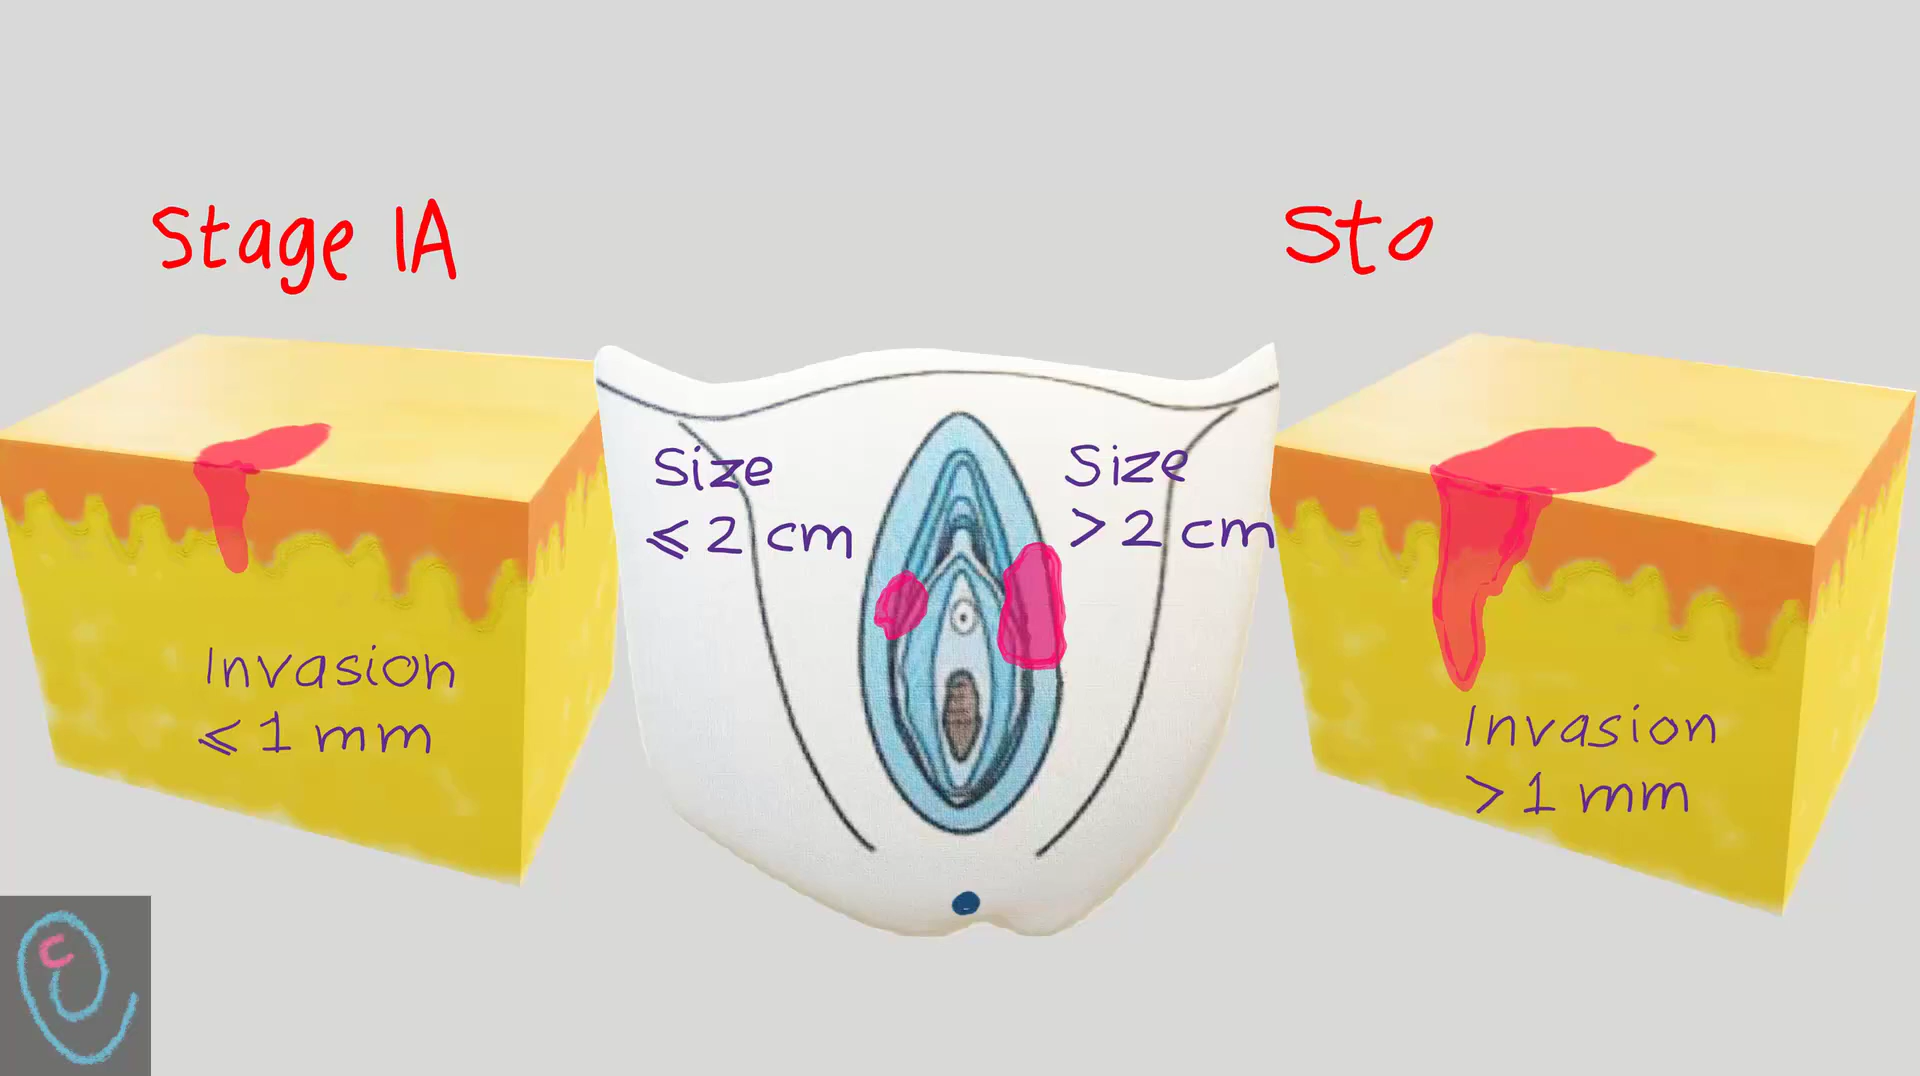 Stage IA
Sta
Size
≤ 2 cm
Size
> 2 cm
Invasion
≤ 1 mm
Invasion
> 1 mm